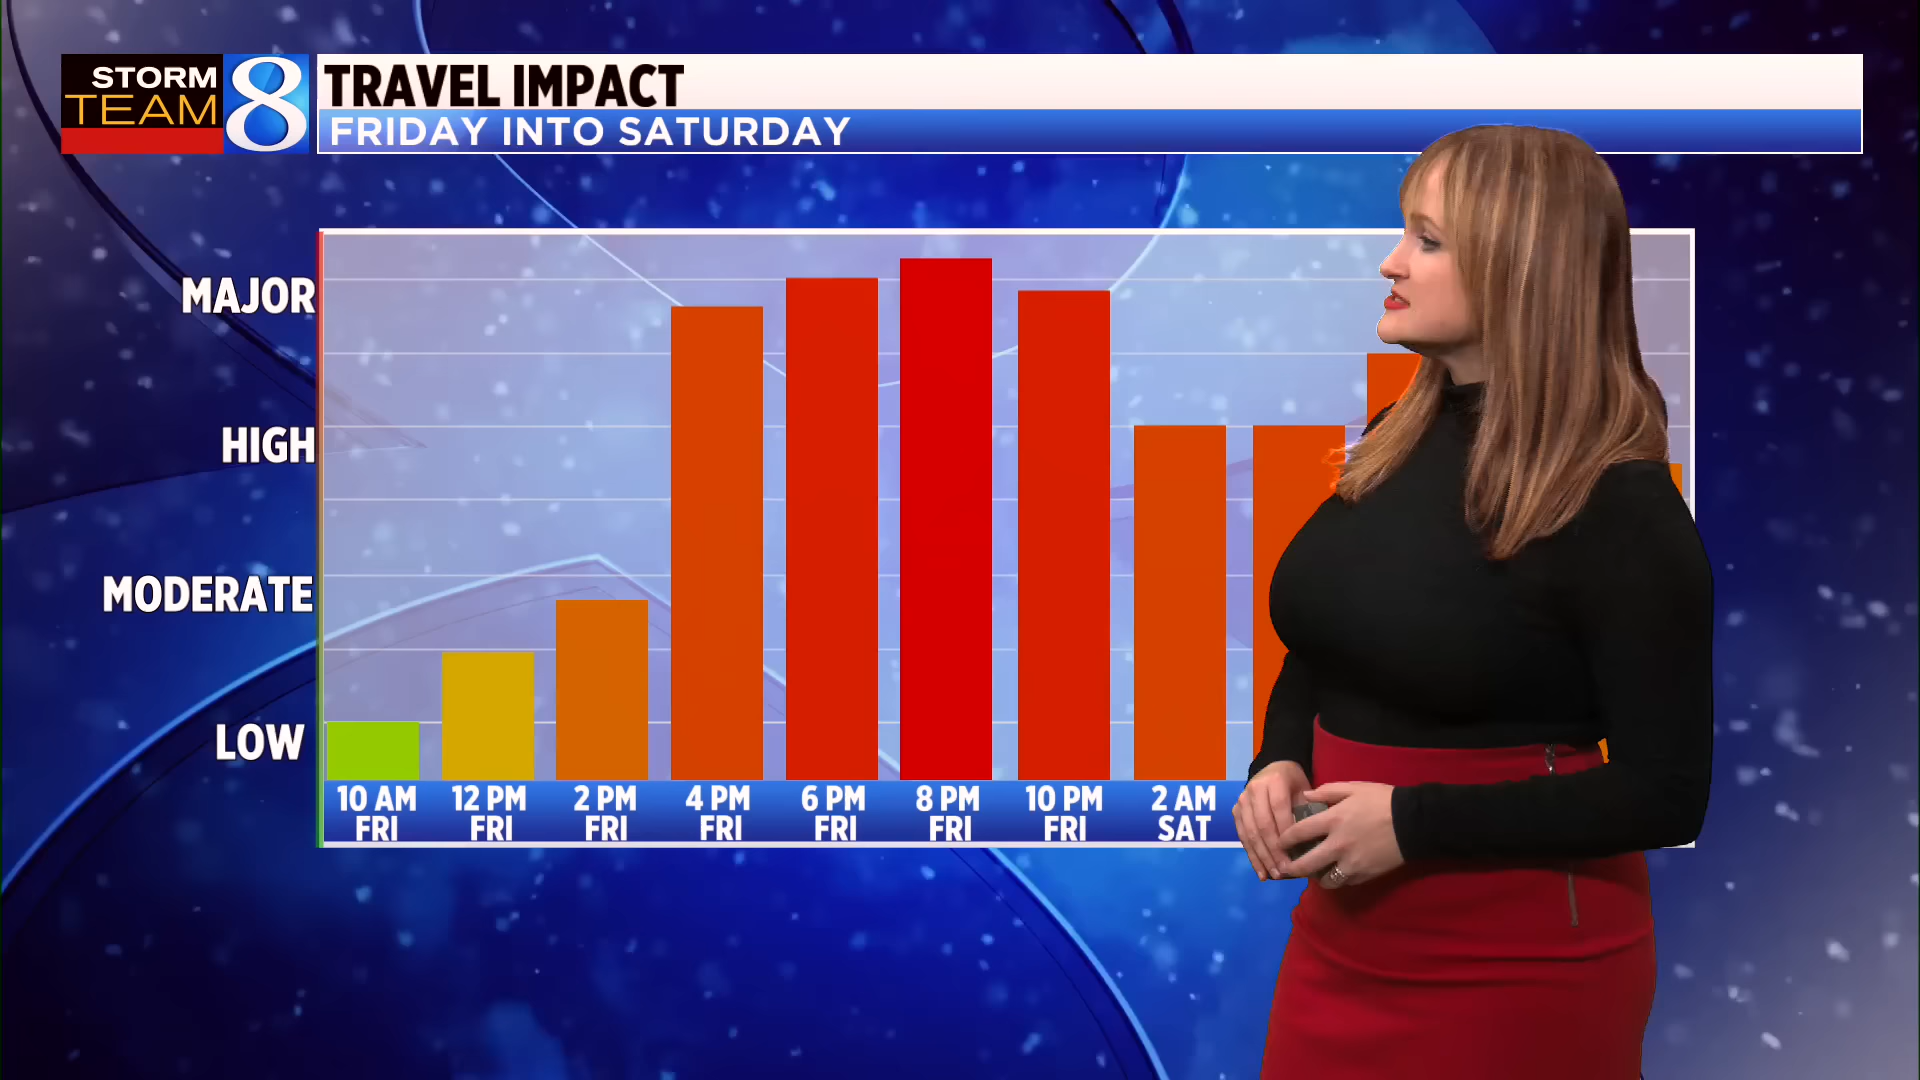 STORM
TEAM
8
TRAVEL IMPACT
FRIDAY INTO SATURDAY
MAJOR
HIGH
MODERATE
LOW
10 AM 12 PM 2 PM 4 PM 6 PM 8 PM 10 PM 2 AM
FRI FRI FRI FRI FRI FRI FRI SAT